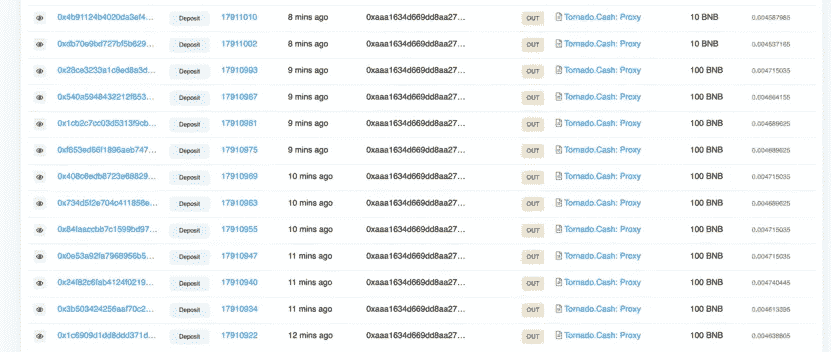 0x4b91124b4020da3ef4... Deposit 17911010 8 mins ago 0xaaa1634d669dd8aa27... OUT Tornado.Cash: Proxy 10 BNB 0.004587985
0xdb70e9bf727bf5b829... Deposit 17911002 8 mins ago 0xaaa1634d669dd8aa27... OUT Tornado.Cash: Proxy 10 BNB 0.004537165
0x28ce3233a1c9ed8a3d... Deposit 17910993 9 mins ago 0xaaa1634d669dd8aa27... OUT Tornado.Cash: Proxy 100 BNB 0.004715035
0x540a5948432212f853... Deposit 17910987 9 mins ago 0xaaa1634d669dd8aa27... OUT Tornado.Cash: Proxy 100 BNB 0.004664155
0x1cb2c7cc03d5313f9cb... Deposit 17910981 9 mins ago 0xaaa1634d669dd8aa27... OUT Tornado.Cash: Proxy 100 BNB 0.004689625
0xf853ed86f1896aeb747... Deposit 17910975 9 mins ago 0xaaa1634d669dd8aa27... OUT Tornado.Cash: Proxy 100 BNB 0.004689625
0x408c8edb8723e68829... Deposit 17910969 10 mins ago 0xaaa1634d669dd8aa27... OUT Tornado.Cash: Proxy 100 BNB 0.004715035
0x734d5f2e704c411858e... Deposit 17910963 10 mins ago 0xaaa1634d669dd8aa27... OUT Tornado.Cash: Proxy 100 BNB 0.004689625
0x84faaccbb7c1599bd97... Deposit 17910955 10 mins ago 0xaaa1634d669dd8aa27... OUT Tornado.Cash: Proxy 100 BNB 0.004715035
0x0e53a92fa7968956b5... Deposit 17910947 11 mins ago 0xaaa1634d669dd8aa27... OUT Tornado.Cash: Proxy 100 BNB 0.004715035
0x24f82c6fab4124f0219... Deposit 17910940 11 mins ago 0xaaa1634d669dd8aa27... OUT Tornado.Cash: Proxy 100 BNB 0.004740445
0x3b503424256aaf70c2... Deposit 17910934 11 mins ago 0xaaa1634d669dd8aa27... OUT Tornado.Cash: Proxy 100 BNB 0.004613395
0x1c6909d1dd8ddd371d... Deposit 17910922 12 mins ago 0xaaa1634d669dd8aa27... OUT Tornado.Cash: Proxy 100 BNB 0.004638805